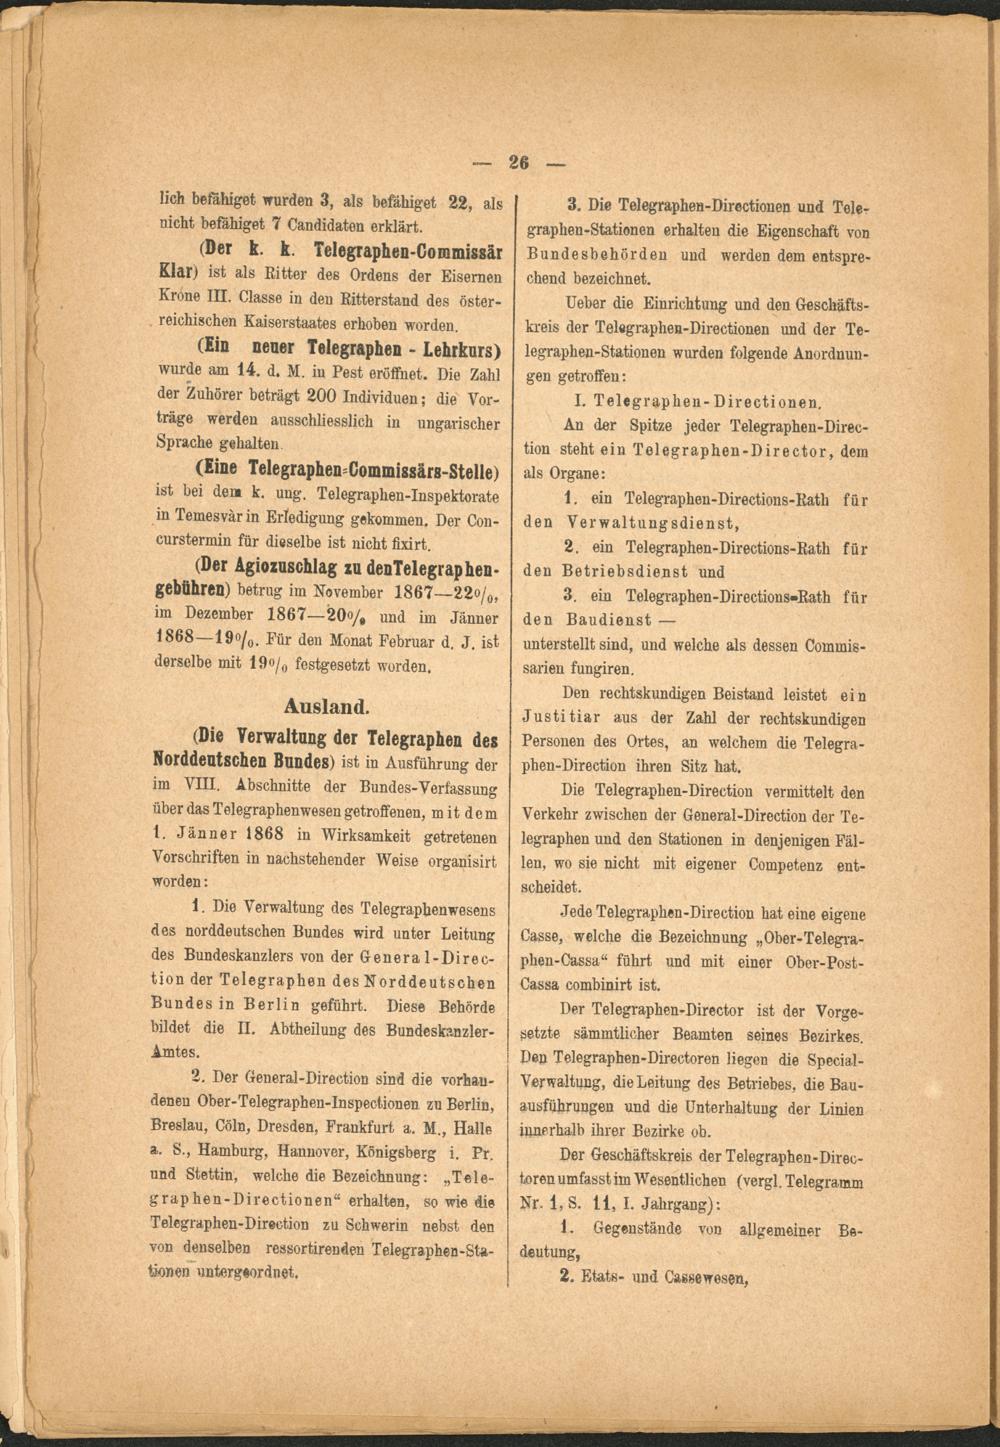 — 26 —
lich befähiget wurden 3, als befähiget 22, als
nicht befähiget 7 Candidaten erklärt.
(Der k. k. Telegraphen-Commissär
Klar) ist als Ritter des Ordens der Eisernen
Krone III. Classe in den Ritterstand des öster-
reichischen Kaiserstaates erhoben worden.
(Ein neuer Telegraphen - Lehrkurs)
wurde am 14. d. M. in Pest eröffnet. Die Zahl
der Zuhörer beträgt 200 Individuen; die Vor-
träge werden ausschliesslich in ungarischer
Sprache gehalten.
(Eine Telegraphen-Commissärs-Stelle)
ist bei dem k. ung. Telegraphen-Inspektorate
in Temesvàr in Erledigung gekommen. Der Con-
curstermin für dieselbe ist nicht fixirt.
(Der Agiozuschlag zu denTelegraphen-
gebühren) betrug im November 1867—22%,
im Dezember 1867—20% und im Jänner
1868—19%. Für den Monat Februar d. J. ist
derselbe mit 19% festgesetzt worden.
Ausland.
(Die Verwaltung der Telegraphen des
Norddeutschen Bundes) ist in Ausführung der
im VIII. Abschnitte der Bundes-Verfassung
über das Telegraphenwesen getroffenen, mit dem
1. Jänner 1868 in Wirksamkeit getretenen
Vorschriften in nachstehender Weise organisirt
worden:
1. Die Verwaltung des Telegraphenwesens
des norddeutschen Bundes wird unter Leitung
des Bundeskanzlers von der General-Direc-
tion der Telegraphen des Norddeutschen
Bundes in Berlin geführt. Diese Behörde
bildet die II. Abtheilung des Bundeskanzler-
Amtes.
2. Der General-Direction sind die vorhan-
denen Ober-Telegraphen-Inspectionen zu Berlin,
Breslau, Cöln, Dresden, Frankfurt a. M., Halle
a. S., Hamburg, Hannover, Königsberg i. Pr.
und Stettin, welche die Bezeichnung: „Tele-
graphen-Directionen“ erhalten, so wie die
Telegraphen-Direction zu Schwerin nebst den
von denselben ressortirenden Telegraphen-Sta-
tionen untergeordnet.
3. Die Telegraphen-Directionen und Tele-
graphen-Stationen erhalten die Eigenschaft von
Bundesbehörden und werden dem entspre-
chend bezeichnet.
Ueber die Einrichtung und den Geschäfts-
kreis der Telegraphen-Directionen und der Te-
legraphen-Stationen wurden folgende Anordnun-
gen getroffen:
I. Telegraphen-Directionen.
An der Spitze jeder Telegraphen-Direc-
tion steht ein Telegraphen-Director, dem
als Organe:
1. ein Telegraphen-Directions-Rath für
den Verwaltungsdienst,
2. ein Telegraphen-Directions-Rath für
den Betriebsdienst und
3. ein Telegraphen-Directions-Rath für
den Baudienst —
unterstellt sind, und welche als dessen Commis-
sarien fungiren.
Den rechtskundigen Beistand leistet ein
Justitiar aus der Zahl der rechtskundigen
Personen des Ortes, an welchem die Telegra-
phen-Direction ihren Sitz hat.
Die Telegraphen-Direction vermittelt den
Verkehr zwischen der General-Direction der Te-
legraphen und den Stationen in denjenigen Fäl-
len, wo sie nicht mit eigener Competenz ent-
scheidet.
Jede Telegraphen-Direction hat eine eigene
Casse, welche die Bezeichnung „Ober-Telegra-
phen-Cassa“ führt und mit einer Ober-Post-
Cassa combinirt ist.
Der Telegraphen-Director ist der Vorge-
setzte sämmtlicher Beamten seines Bezirkes.
Den Telegraphen-Directoren liegen die Special-
Verwaltung, die Leitung des Betriebes, die Bau-
ausführungen und die Unterhaltung der Linien
innerhalb ihrer Bezirke ob.
Der Geschäftskreis der Telegraphen-Direc-
toren umfasst im Wesentlichen (vergl. Telegramm
Nr. 1, S. 11, I. Jahrgang):
1. Gegenstände von allgemeiner Be-
deutung,
2. Etats- und Cassewesen,